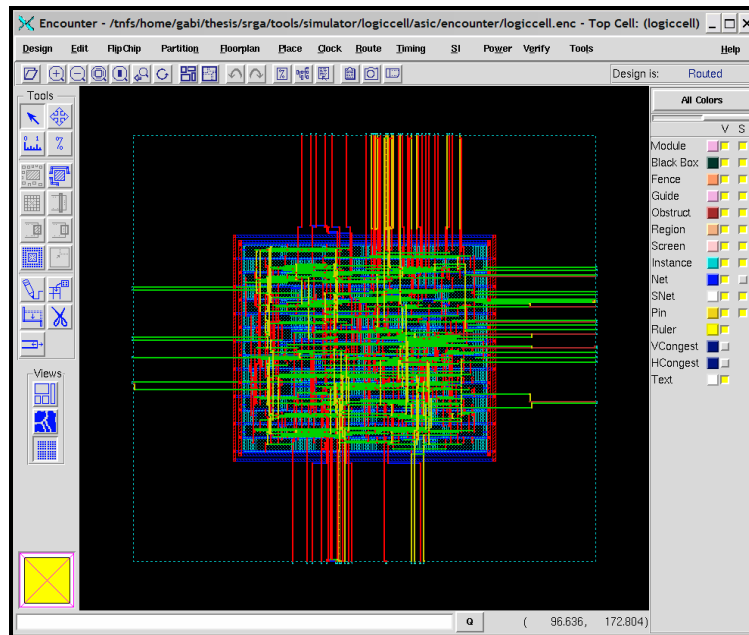 Encounter - /tnfs/home/gabi/thesis/srga/tools/simulator/logiccell/asic/encounter/logiccell.enc - Top Cell: (logiccell)
Design Edit FlipChip Partition Floorplan Place Clock Route Timing SI Power Verify Tools Help
Design is: Routed
Tools
All Colors
V S
Module
Black Box
Fence
Guide
Obstruct
Region
Screen
Instance
Net
SNet
Pin
Ruler
VCongest
HCongest
Text
Views
Q ( 96.636, 172.804)